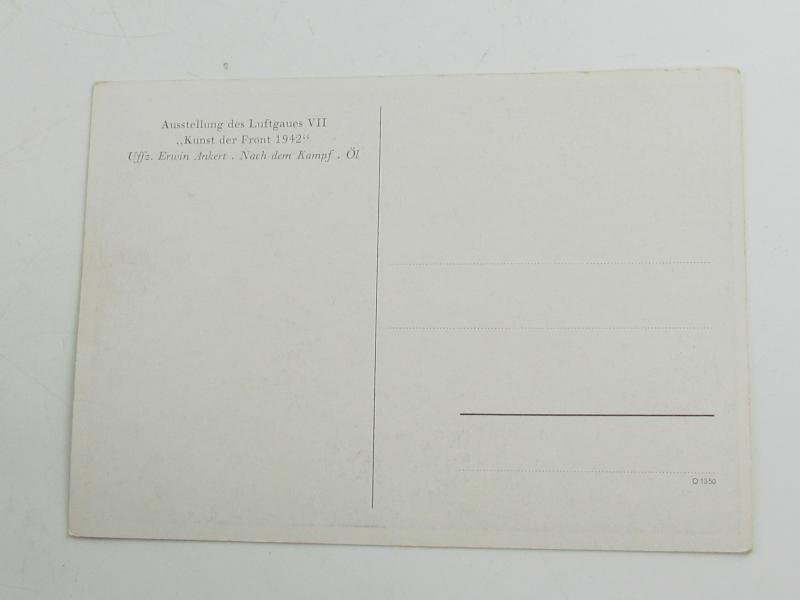 Ausstellung des Luftgaues VII
„Kunst der Front 1942“
Uffz. Erwin Ankert . Nach dem Kampf . Öl
O 1350